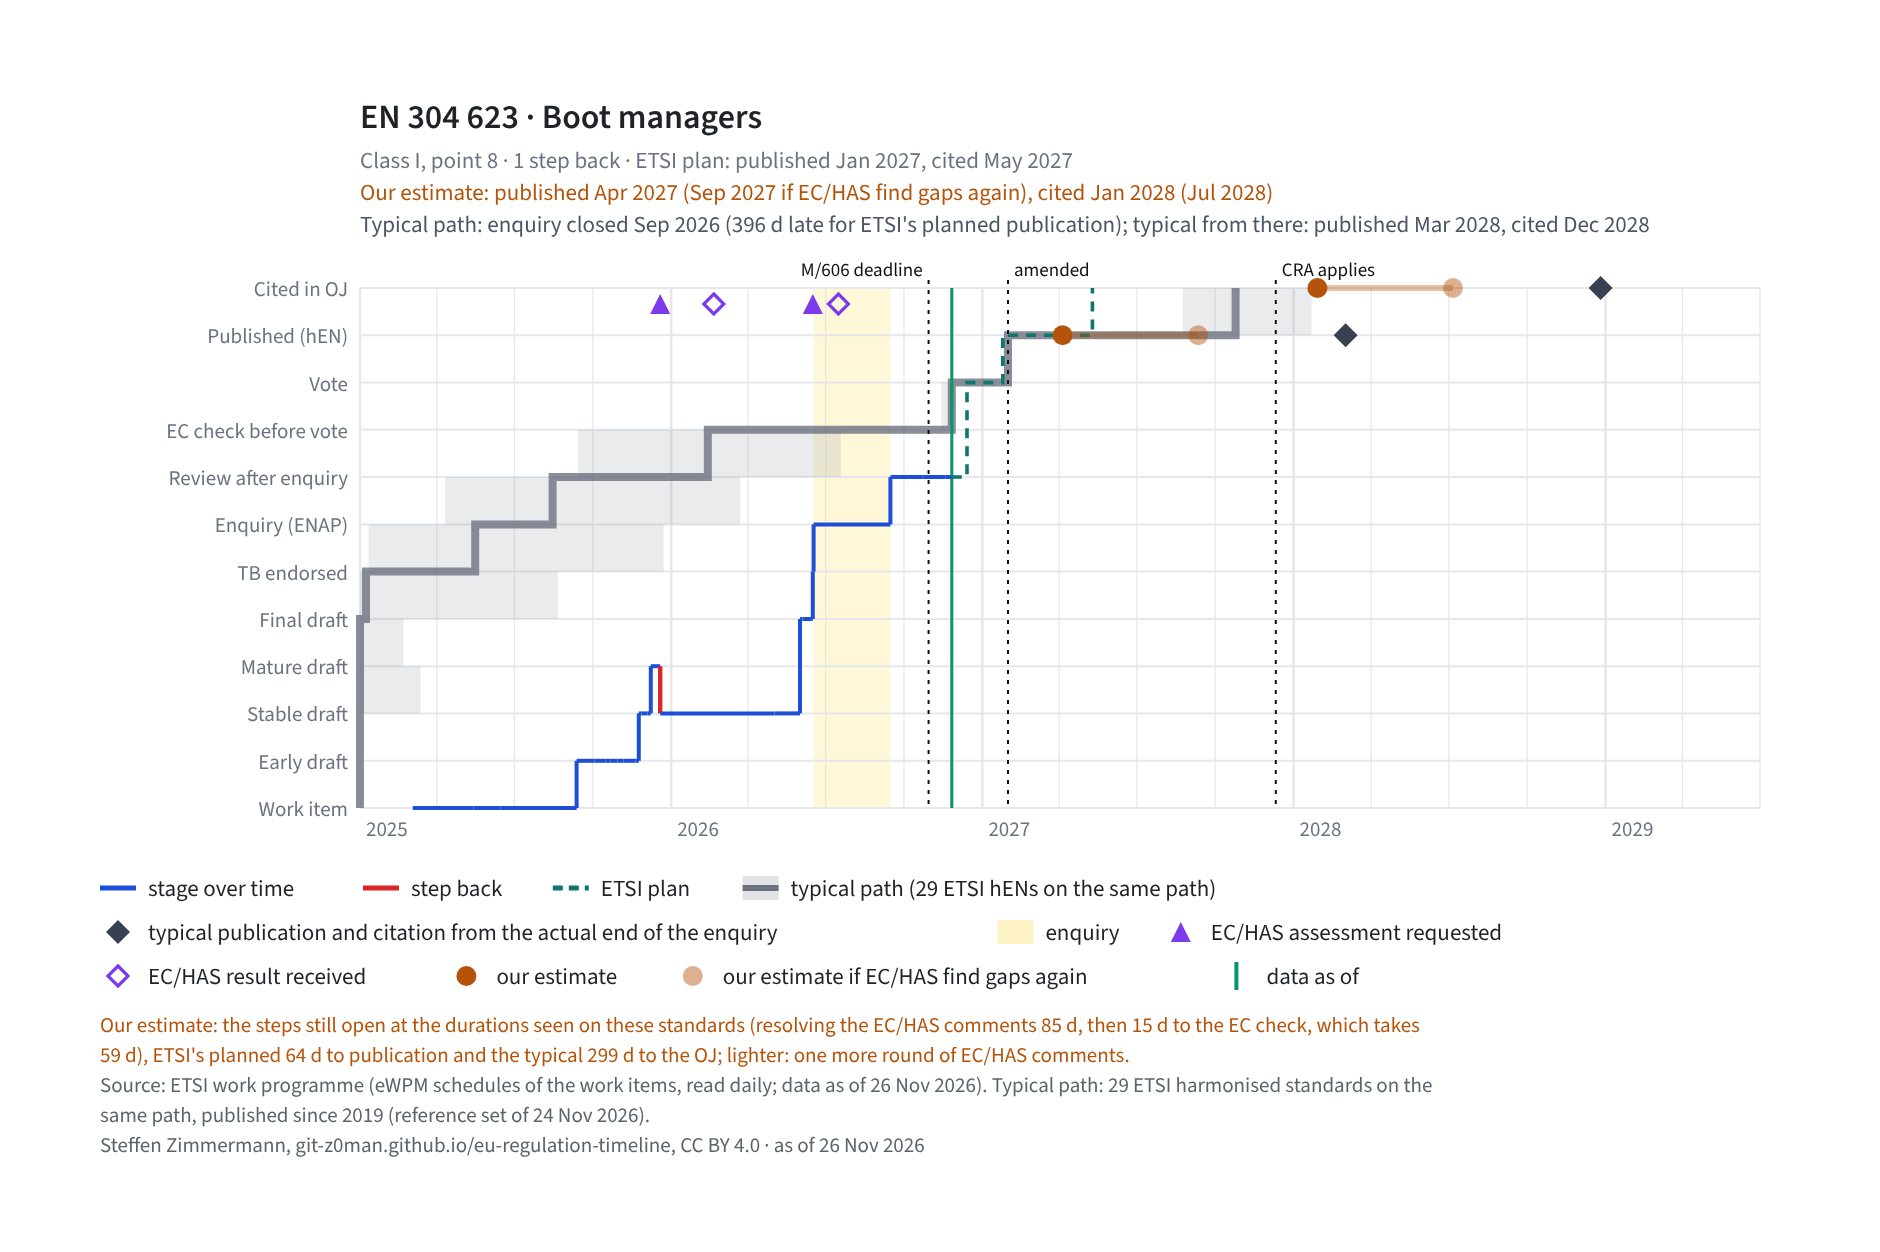 EN 304 623 · Boot managers
Class I, point 8 · 1 step back · ETSI plan: published Jan 2027, cited May 2027
Our estimate: published Apr 2027 (Sep 2027 if EC/HAS find gaps again), cited Jan 2028 (Jul 2028)
Typical path: enquiry closed Sep 2026 (396 d late for ETSI's planned publication); typical from there: published Mar 2028, cited Dec 2028
M/606 deadline
amended
CRA applies
Cited in OJ
Published (hEN)
Vote
EC check before vote
Review after enquiry
Enquiry (ENAP)
TB endorsed
Final draft
Mature draft
Stable draft
Early draft
Work item
2025
2026
2027
2028
2029
stage over time
step back
ETSI plan
typical path (29 ETSI hENs on the same path)
typical publication and citation from the actual end of the enquiry
enquiry
EC/HAS assessment requested
EC/HAS result received
our estimate
our estimate if EC/HAS find gaps again
data as of
Our estimate: the steps still open at the durations seen on these standards (resolving the EC/HAS comments 85 d, then 15 d to the EC check, which takes
59 d), ETSI's planned 64 d to publication and the typical 299 d to the OJ; lighter: one more round of EC/HAS comments.
Source: ETSI work programme (eWPM schedules of the work items, read daily; data as of 26 Nov 2026). Typical path: 29 ETSI harmonised standards on the
same path, published since 2019 (reference set of 24 Nov 2026).
Steffen Zimmermann, git-z0man.github.io/eu-regulation-timeline, CC BY 4.0 · as of 26 Nov 2026